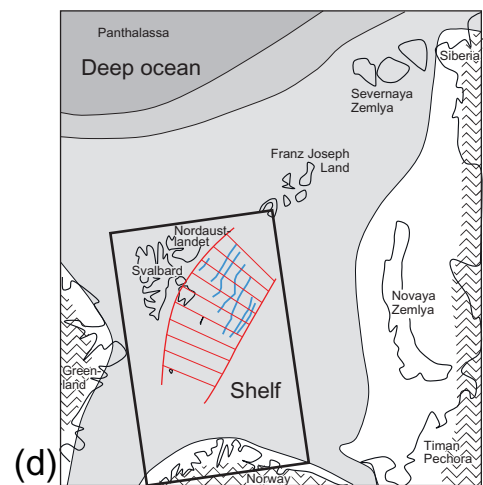 Panthalassa
Deep ocean
Siberia
Severnaya
Zemlya
Franz Joseph
Land
Nordaust-
landet
Svalbard
Novaya
Zemlya
Green-
land
Shelf
Timan
Pechora
(d)
Norway